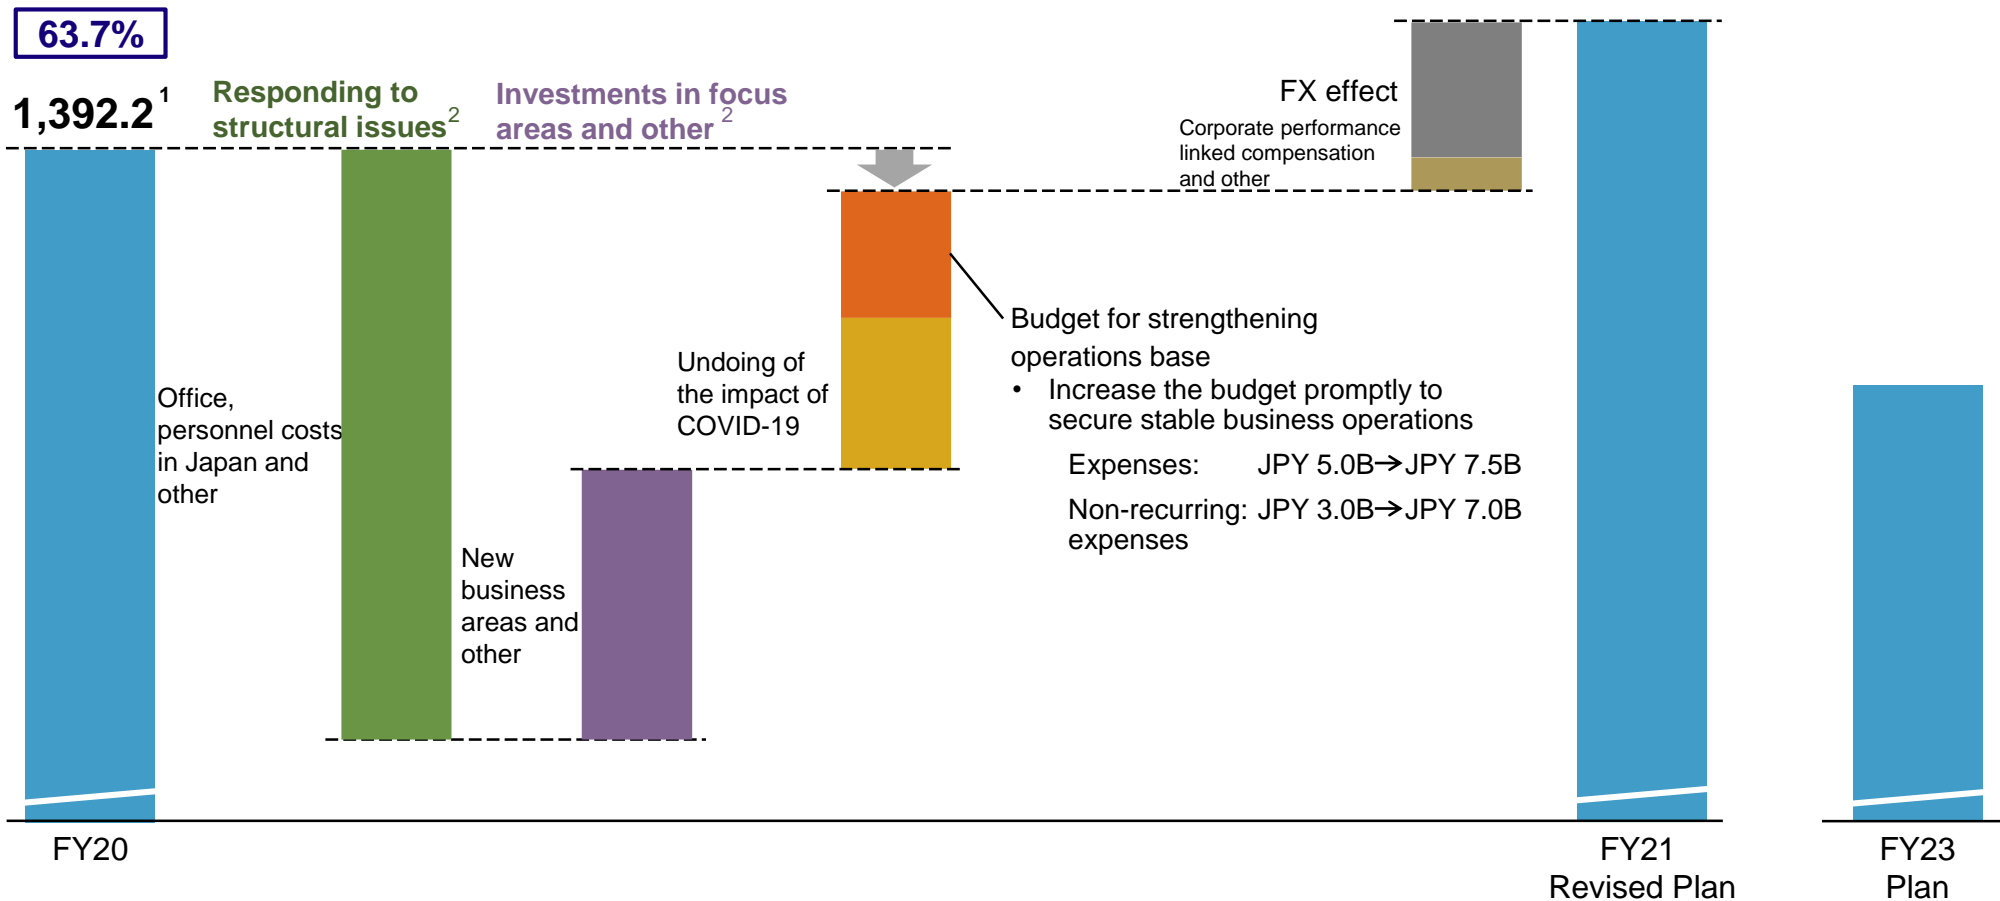 63.7%
1,392.2 1
Responding to
structural issues 2
Investments in focus
areas and other 2
FX effect
Corporate performance
linked compensation
and other
Office,
personnel costs
in Japan and
other
New
business
areas and
other
Undoing of
the impact of
COVID-19
Budget for strengthening
operations base
• Increase the budget promptly to
secure stable business operations
Expenses: JPY 5.0B→JPY 7.5B
Non-recurring: JPY 3.0B→JPY 7.0B
expenses
FY20
FY21
Revised Plan
FY23
Plan